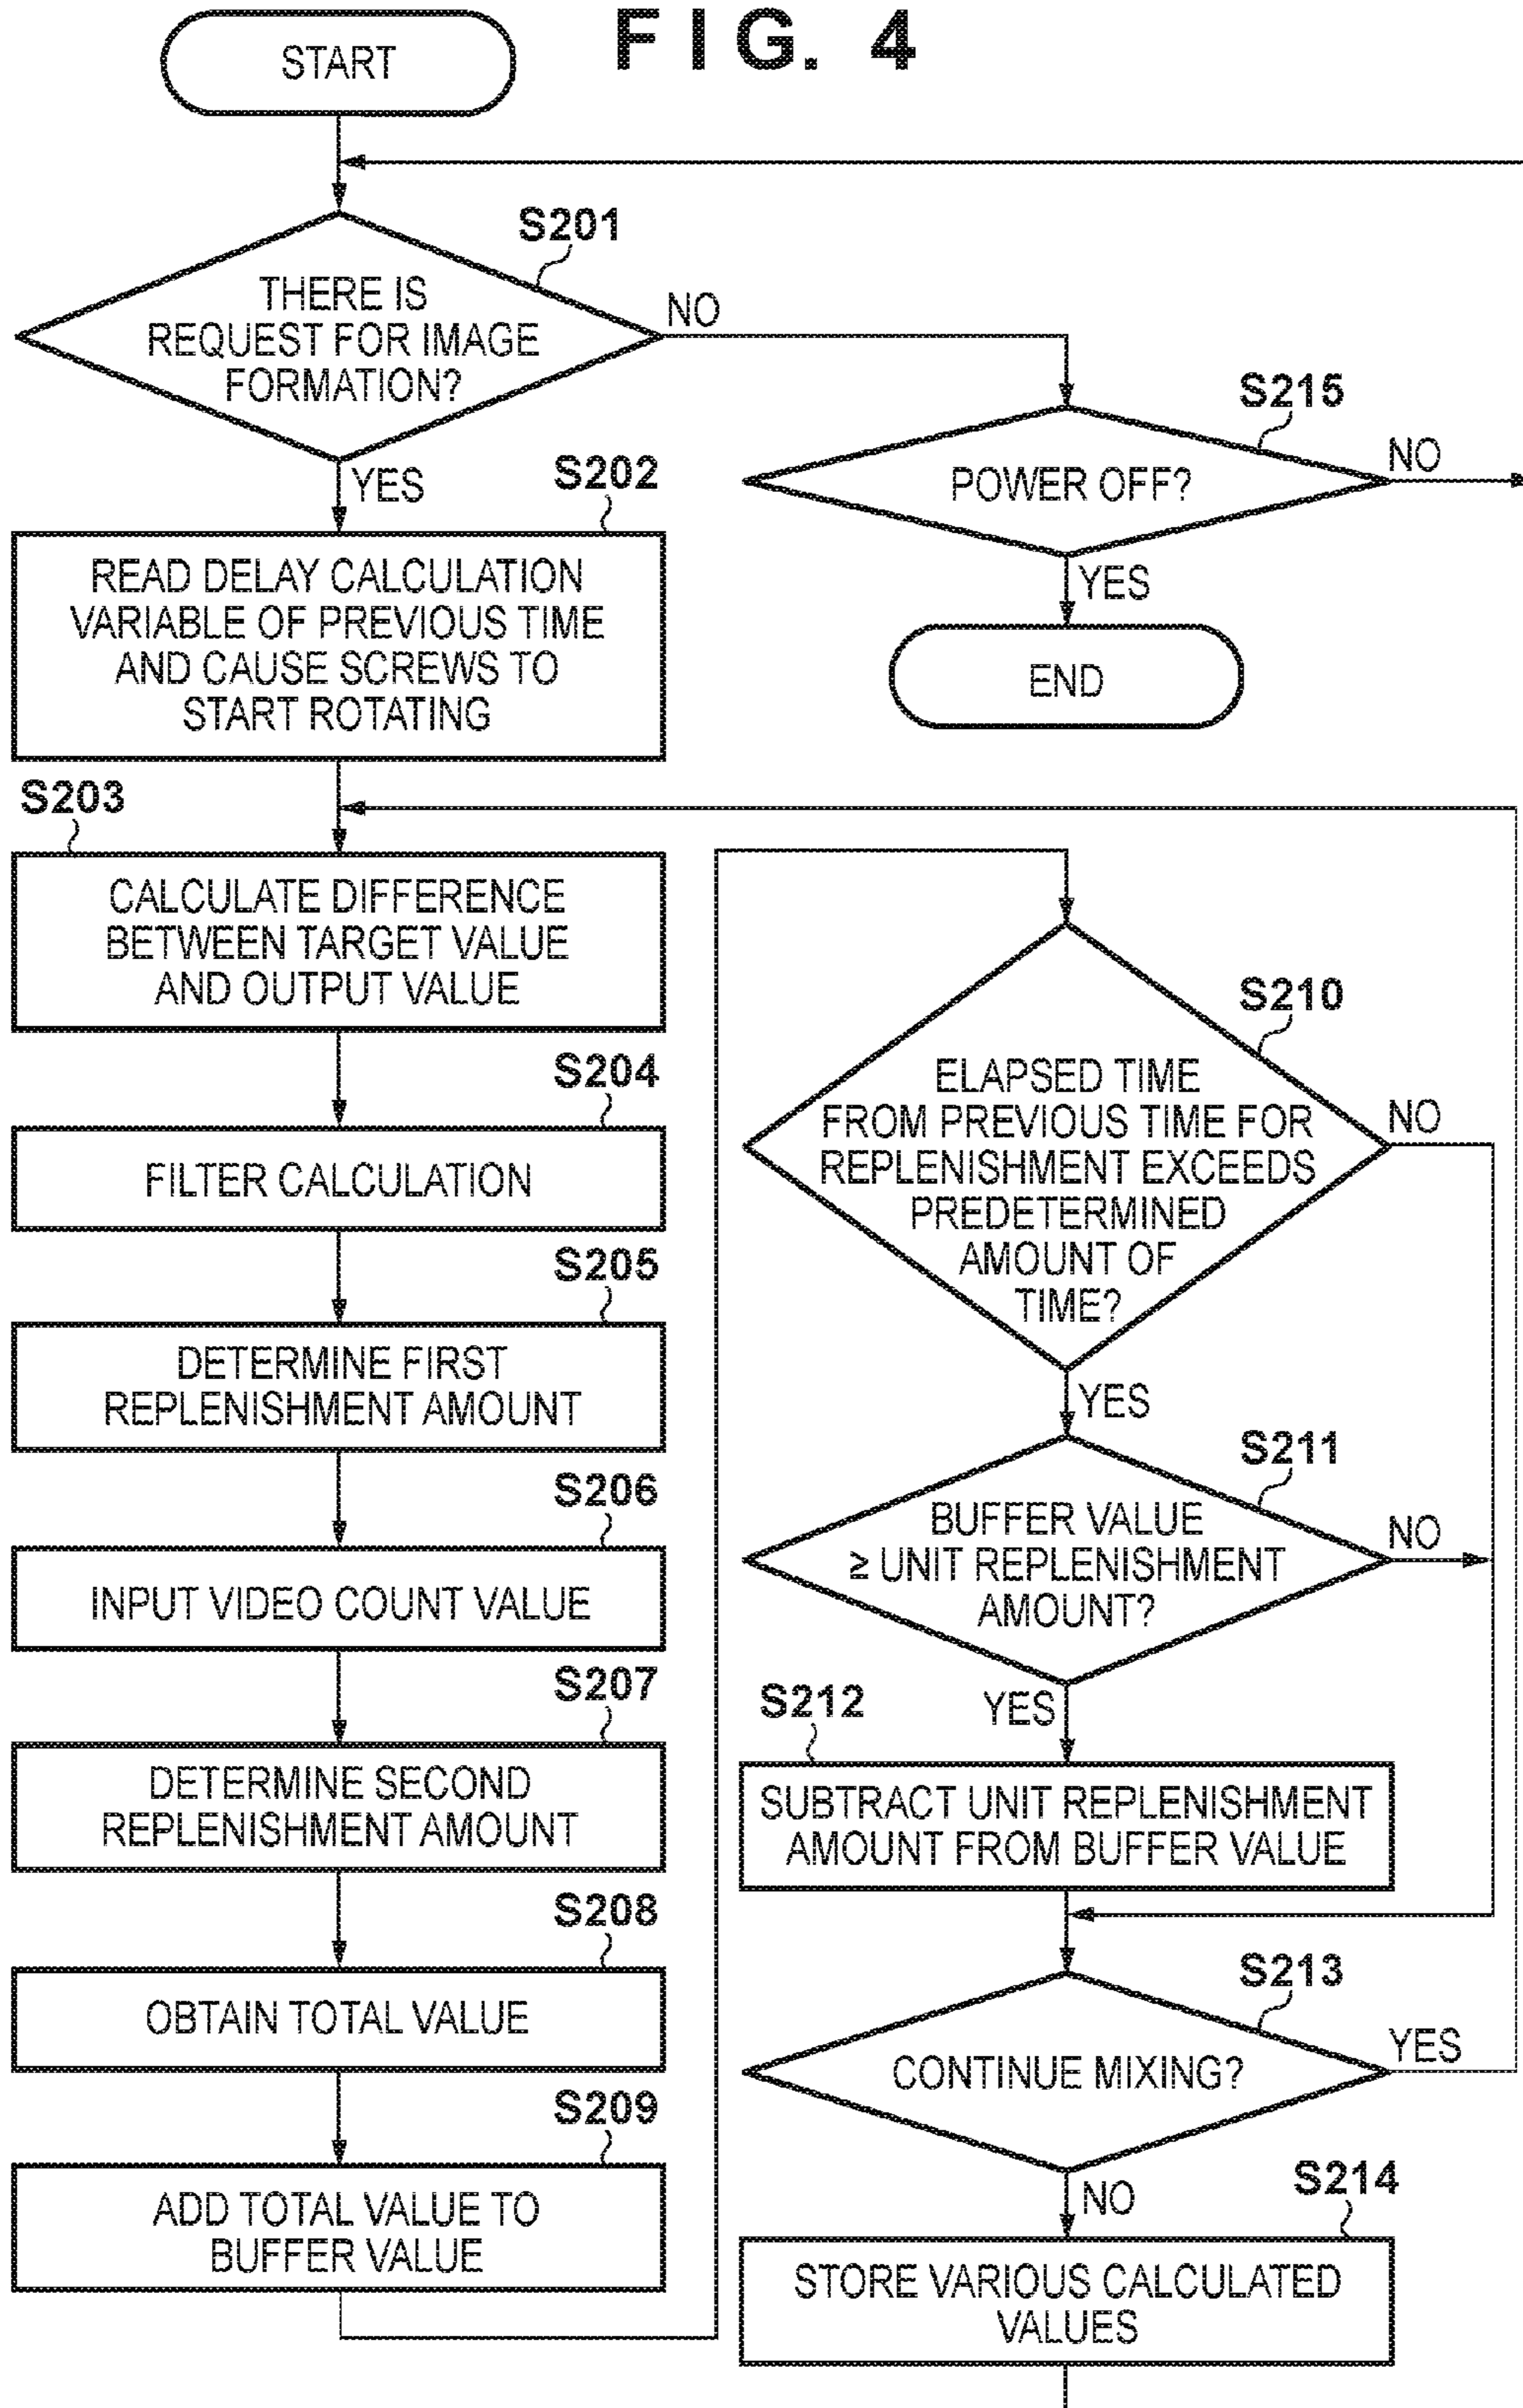 FIG. 4
START
S201
THERE IS
REQUEST FOR IMAGE
FORMATION?
NO
YES
S202
READ DELAY CALCULATION
VARIABLE OF PREVIOUS TIME
AND CAUSE SCREWS TO
START ROTATING
S203
CALCULATE DIFFERENCE
BETWEEN TARGET VALUE
AND OUTPUT VALUE
S204
FILTER CALCULATION
S205
DETERMINE FIRST
REPLENISHMENT AMOUNT
S206
INPUT VIDEO COUNT VALUE
S207
DETERMINE SECOND
REPLENISHMENT AMOUNT
S208
OBTAIN TOTAL VALUE
S209
ADD TOTAL VALUE TO
BUFFER VALUE
S215
POWER OFF?
NO
YES
END
S210
ELAPSED TIME
FROM PREVIOUS TIME FOR
REPLENISHMENT EXCEEDS
PREDETERMINED
AMOUNT OF
TIME?
NO
YES
S211
BUFFER VALUE
≥ UNIT REPLENISHMENT
AMOUNT?
NO
YES
S212
SUBTRACT UNIT REPLENISHMENT
AMOUNT FROM BUFFER VALUE
S213
CONTINUE MIXING?
YES
NO
S214
STORE VARIOUS CALCULATED
VALUES